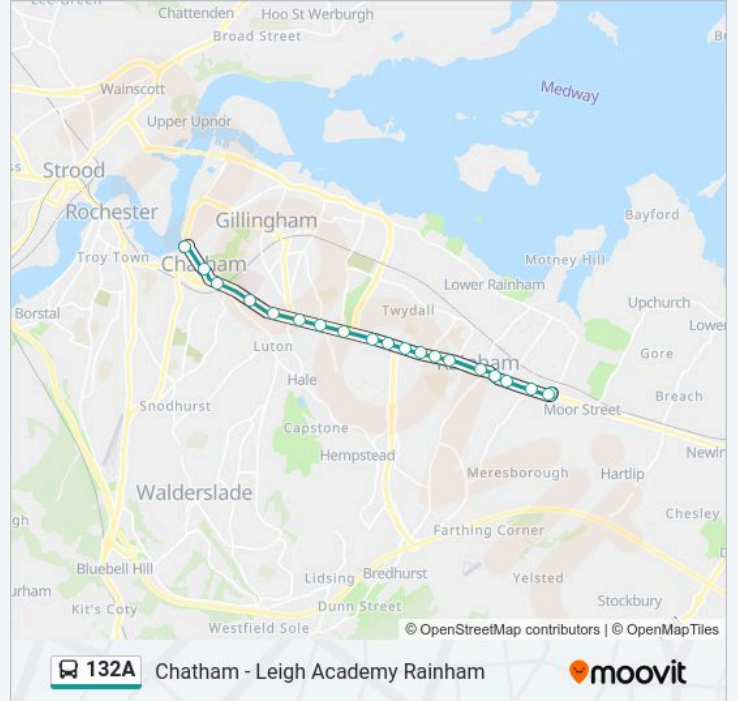 Chattenden
Hoo St Werburgh
Broad Street
Wainscott
Medway
Upper Upnor
Strood
Rochester
Gillingham
Bayford
Troy Town
Chatham
Motney Hill
Lower Rainham
Upchurch
Borstal
Twydall
Lower
Luton
Rainham
Gore
Hale
Breach
Snodhurst
Moor Street
Capstone
Hempstead
Newin
Meresborough
Hartlip
Walderslade
Chesley
gh
Farthing Corner
Bluebell Hill
Lidsing
Bredhurst
Yelsted
urham
Dunn Street
Stockbury
Kit's Coty
Westfield Sole
© OpenStreetMap contributors | © OpenMapTiles
132A
Chatham - Leigh Academy Rainham
moovit